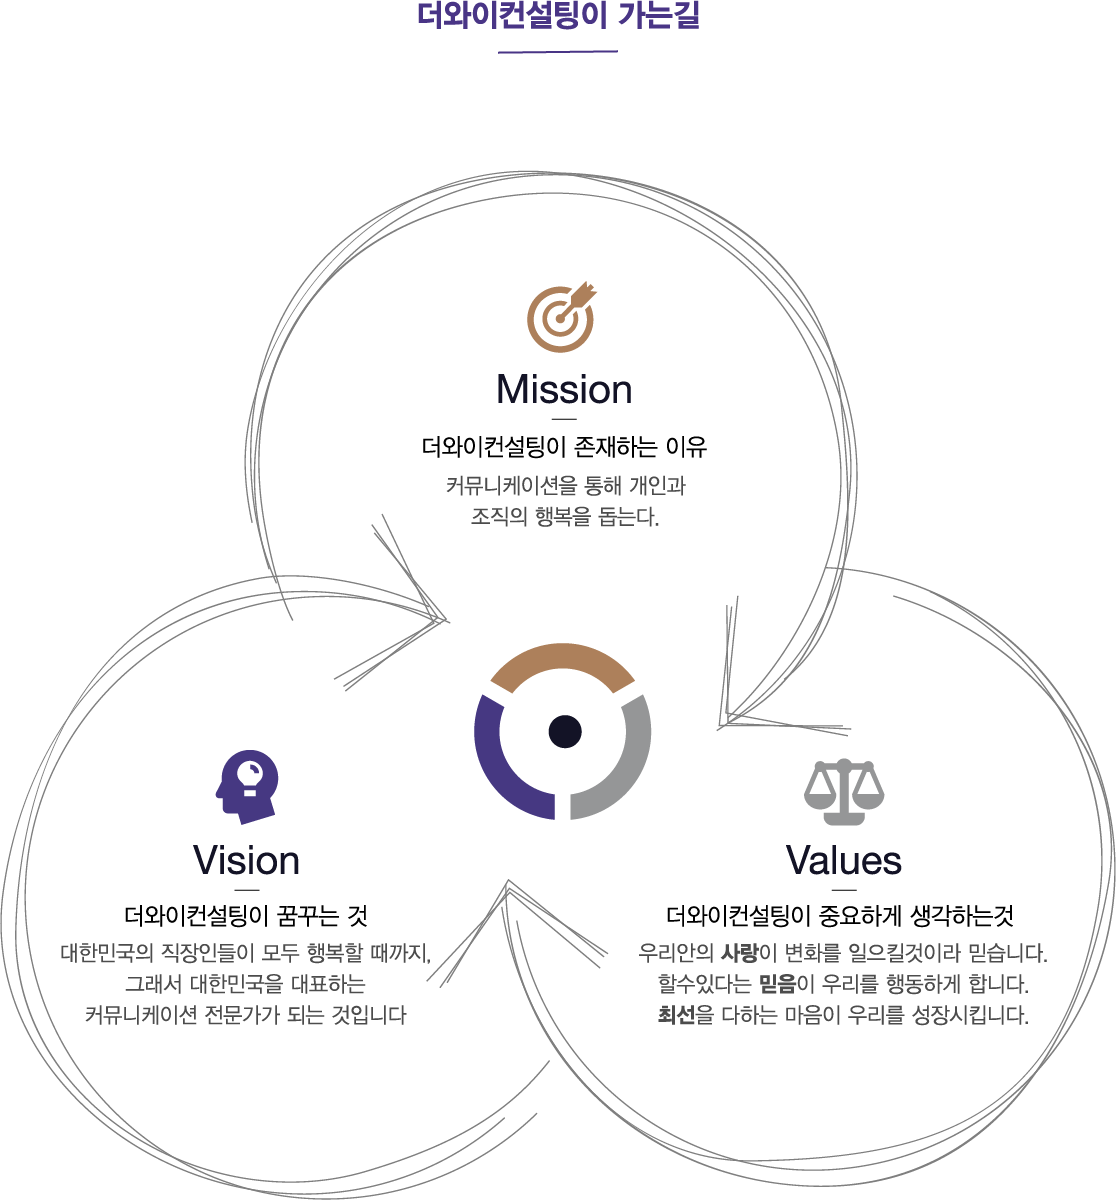 더와이컨설팅이 가는길
Mission
더와이컨설팅이 존재하는 이유
커뮤니케이션을 통해 개인과
조직의 행복을 돕는다.
Vision
더와이컨설팅이 꿈꾸는 것
대한민국의 직장인들이 모두 행복할 때까지,
그래서 대한민국을 대표하는
커뮤니케이션 전문가가 되는 것입니다
Values
더와이컨설팅이 중요하게 생각하는것
우리안의 사랑이 변화를 일으킬것이라 믿습니다.
할수있다는 믿음이 우리를 행동하게 합니다.
최선을 다하는 마음이 우리를 성장시킵니다.